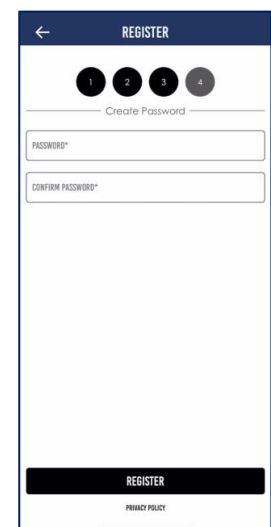 REGISTER
1 2 3 4
Create Password
PASSWORD*
CONFIRM PASSWORD*
REGISTER
PRIVACY POLICY